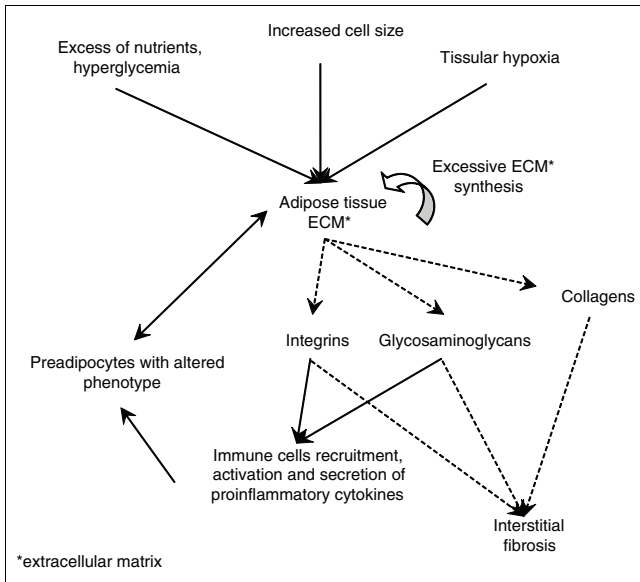 Excess of nutrients,
hyperglycemia
Increased cell size
Tissular hypoxia
Excessive ECM*
synthesis
Adipose tissue
ECM*
Collagens
Integrins
Glycosaminoglycans
Preadipocytes with altered
phenotype
Immune cells recruitment,
activation and secretion of
proinflammatory cytokines
Interstitial
fibrosis
*extracellular matrix